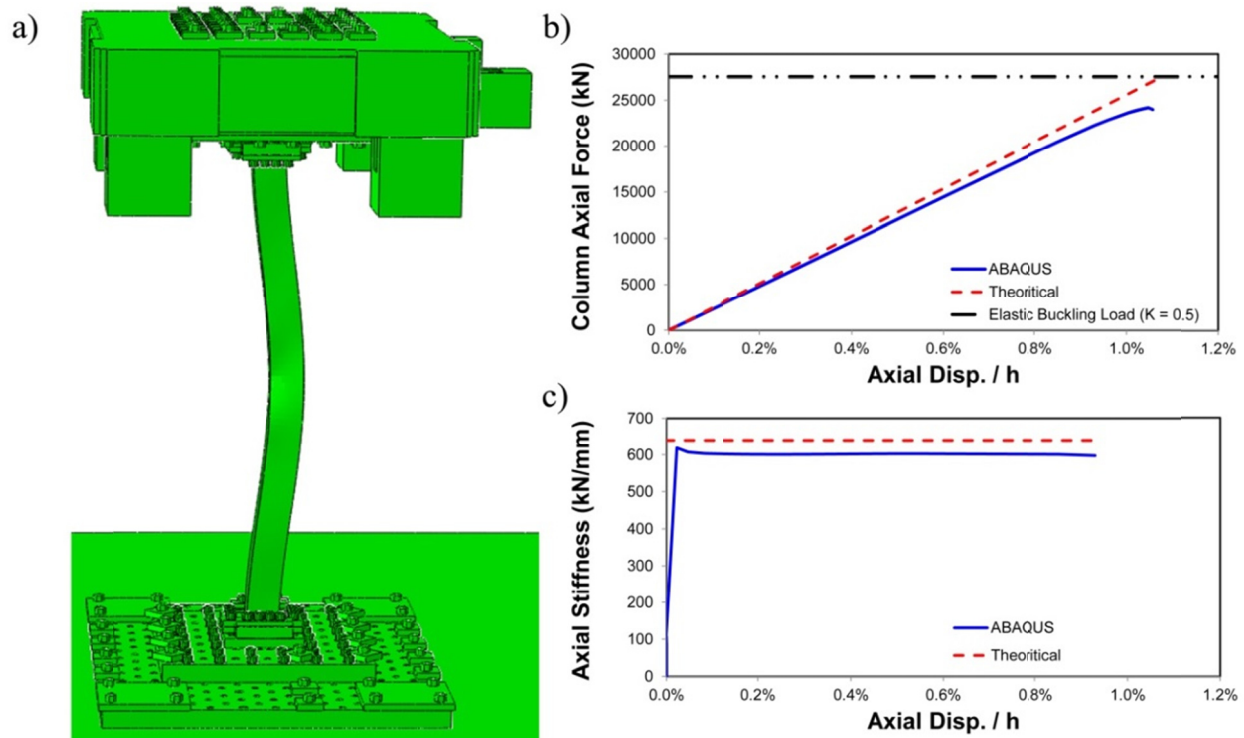 a)
b)
30000
25000
20000
15000
10000
5000
0
Column Axial Force (kN)
ABAQUS
Theoritical
Elastic Buckling Load (K = 0.5)
0.0% 0.2% 0.4% 0.6% 0.8% 1.0% 1.2%
Axial Disp. / h
c)
700
600
500
400
300
200
100
0
Axial Stiffness (kN/mm)
ABAQUS
Theoritical
0.0% 0.2% 0.4% 0.6% 0.8% 1.0% 1.2%
Axial Disp. / h